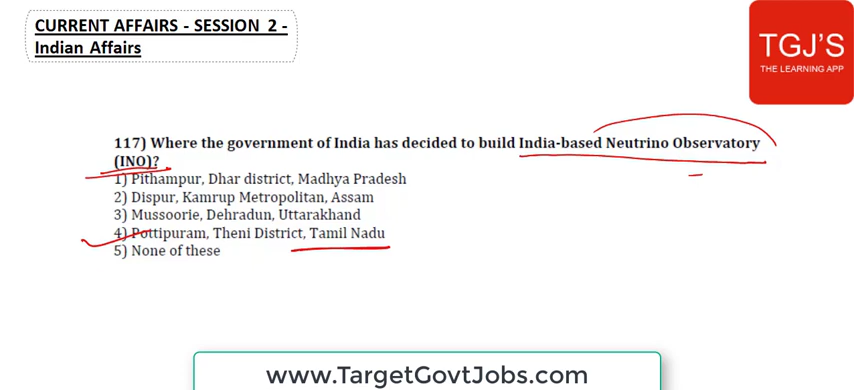 CURRENT AFFAIRS - SESSION 2 -
Indian Affairs
TGJ'S
THE LEARNING APP
117) Where the government of India has decided to build India-based Neutrino Observatory
(INO)?
1) Pithampur, Dhar district, Madhya Pradesh
2) Dispur, Kamrup Metropolitan, Assam
3) Mussoorie, Dehradun, Uttarakhand
4) Pottipuram, Theni District, Tamil Nadu
5) None of these
www.TargetGovtJobs.com